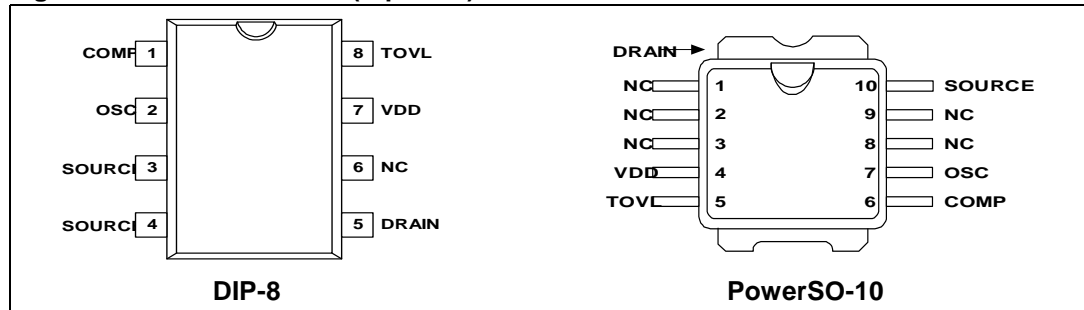 COMP 1 8 TOVL
OSC 2 7 VDD
SOURCE 3 6 NC
SOURCE 4 5 DRAIN
DIP-8
DRAIN
NC 1 10 SOURCE
NC 2 9 NC
NC 3 8 NC
VDD 4 7 OSC
TOVL 5 6 COMP
PowerSO-10